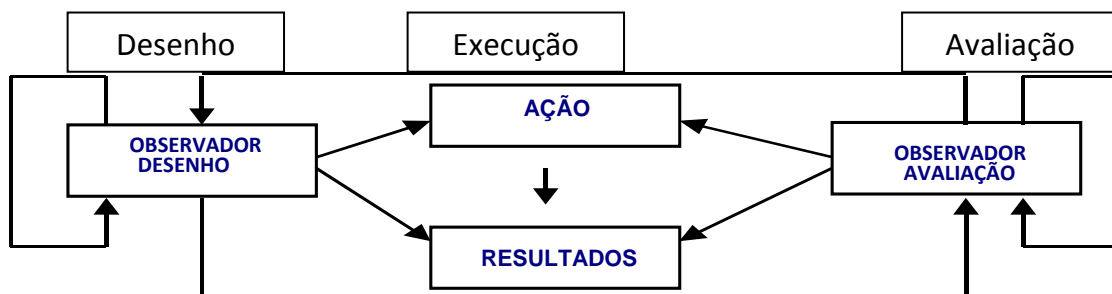 Desenho
Execução
Avaliação
AÇÃO
OBSERVADOR
DESENHO
OBSERVADOR
AVALIAÇÃO
RESULTADOS